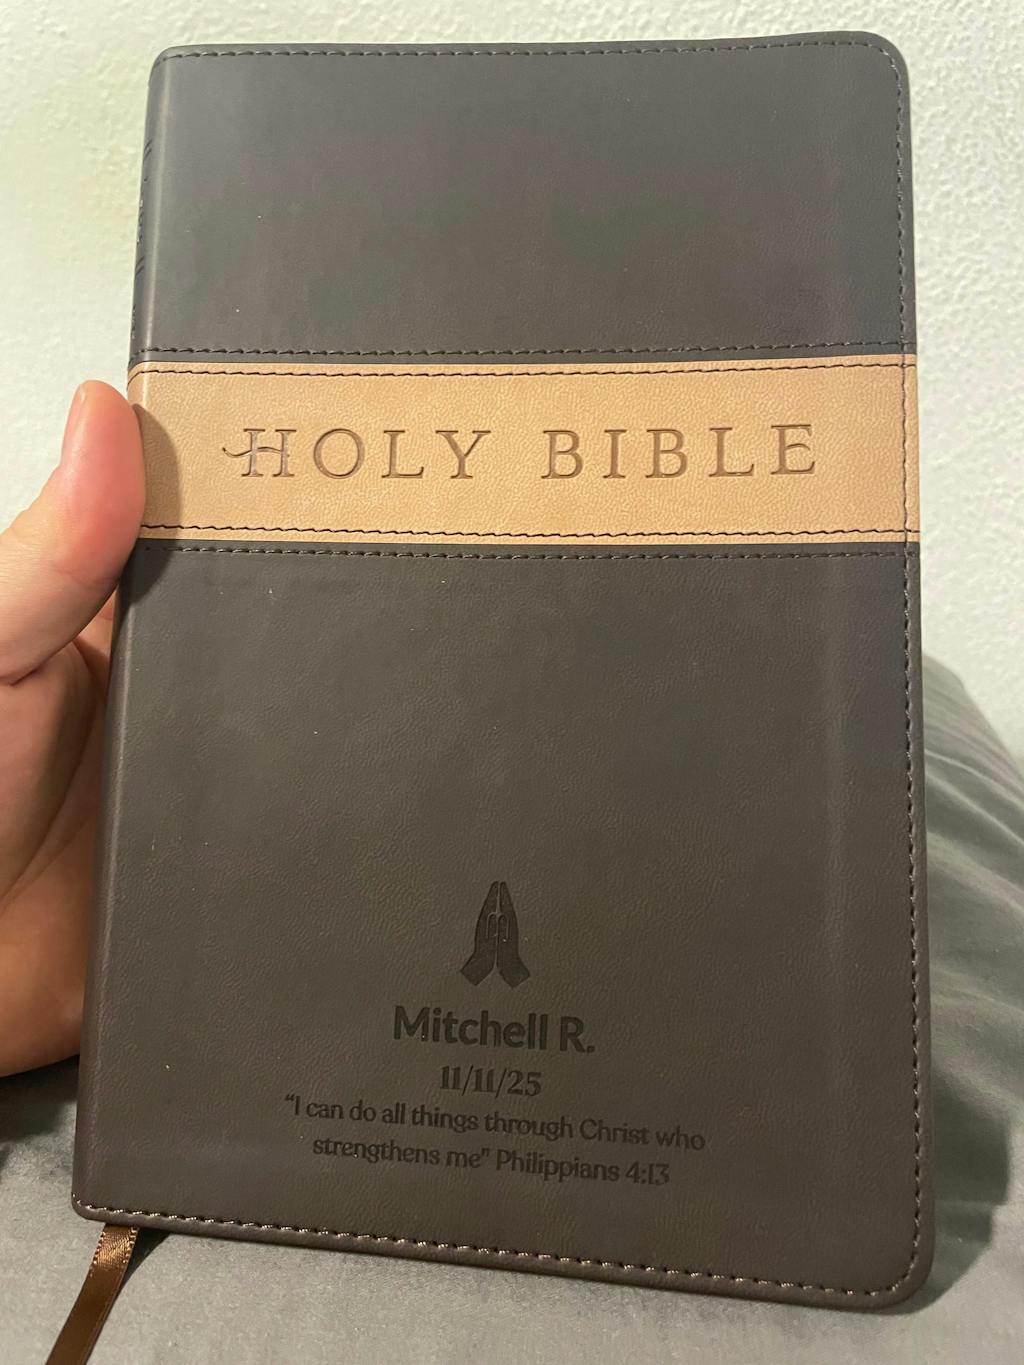 HOLY BIBLE
Mitchell R.
11/11/25
“I can do all things through Christ who
strengthens me” Philippians 4:13